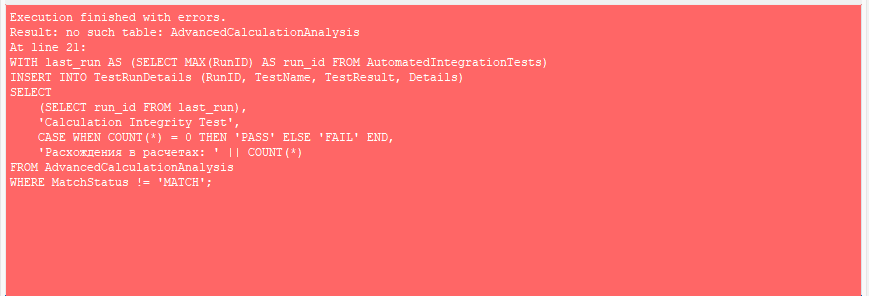 Execution finished with errors.
Result: no such table: AdvancedCalculationAnalysis
At line 21:
WITH last_run AS (SELECT MAX(RunID) AS run_id FROM AutomatedIntegrationTests)
INSERT INTO TestRunDetails (RunID, TestName, TestResult, Details)
SELECT
    (SELECT run_id FROM last_run),
    'Calculation Integrity Test',
    CASE WHEN COUNT(*) = 0 THEN 'PASS' ELSE 'FAIL' END,
    'Расхождения в расчетах: ' || COUNT(*)
FROM AdvancedCalculationAnalysis
WHERE MatchStatus != 'MATCH';